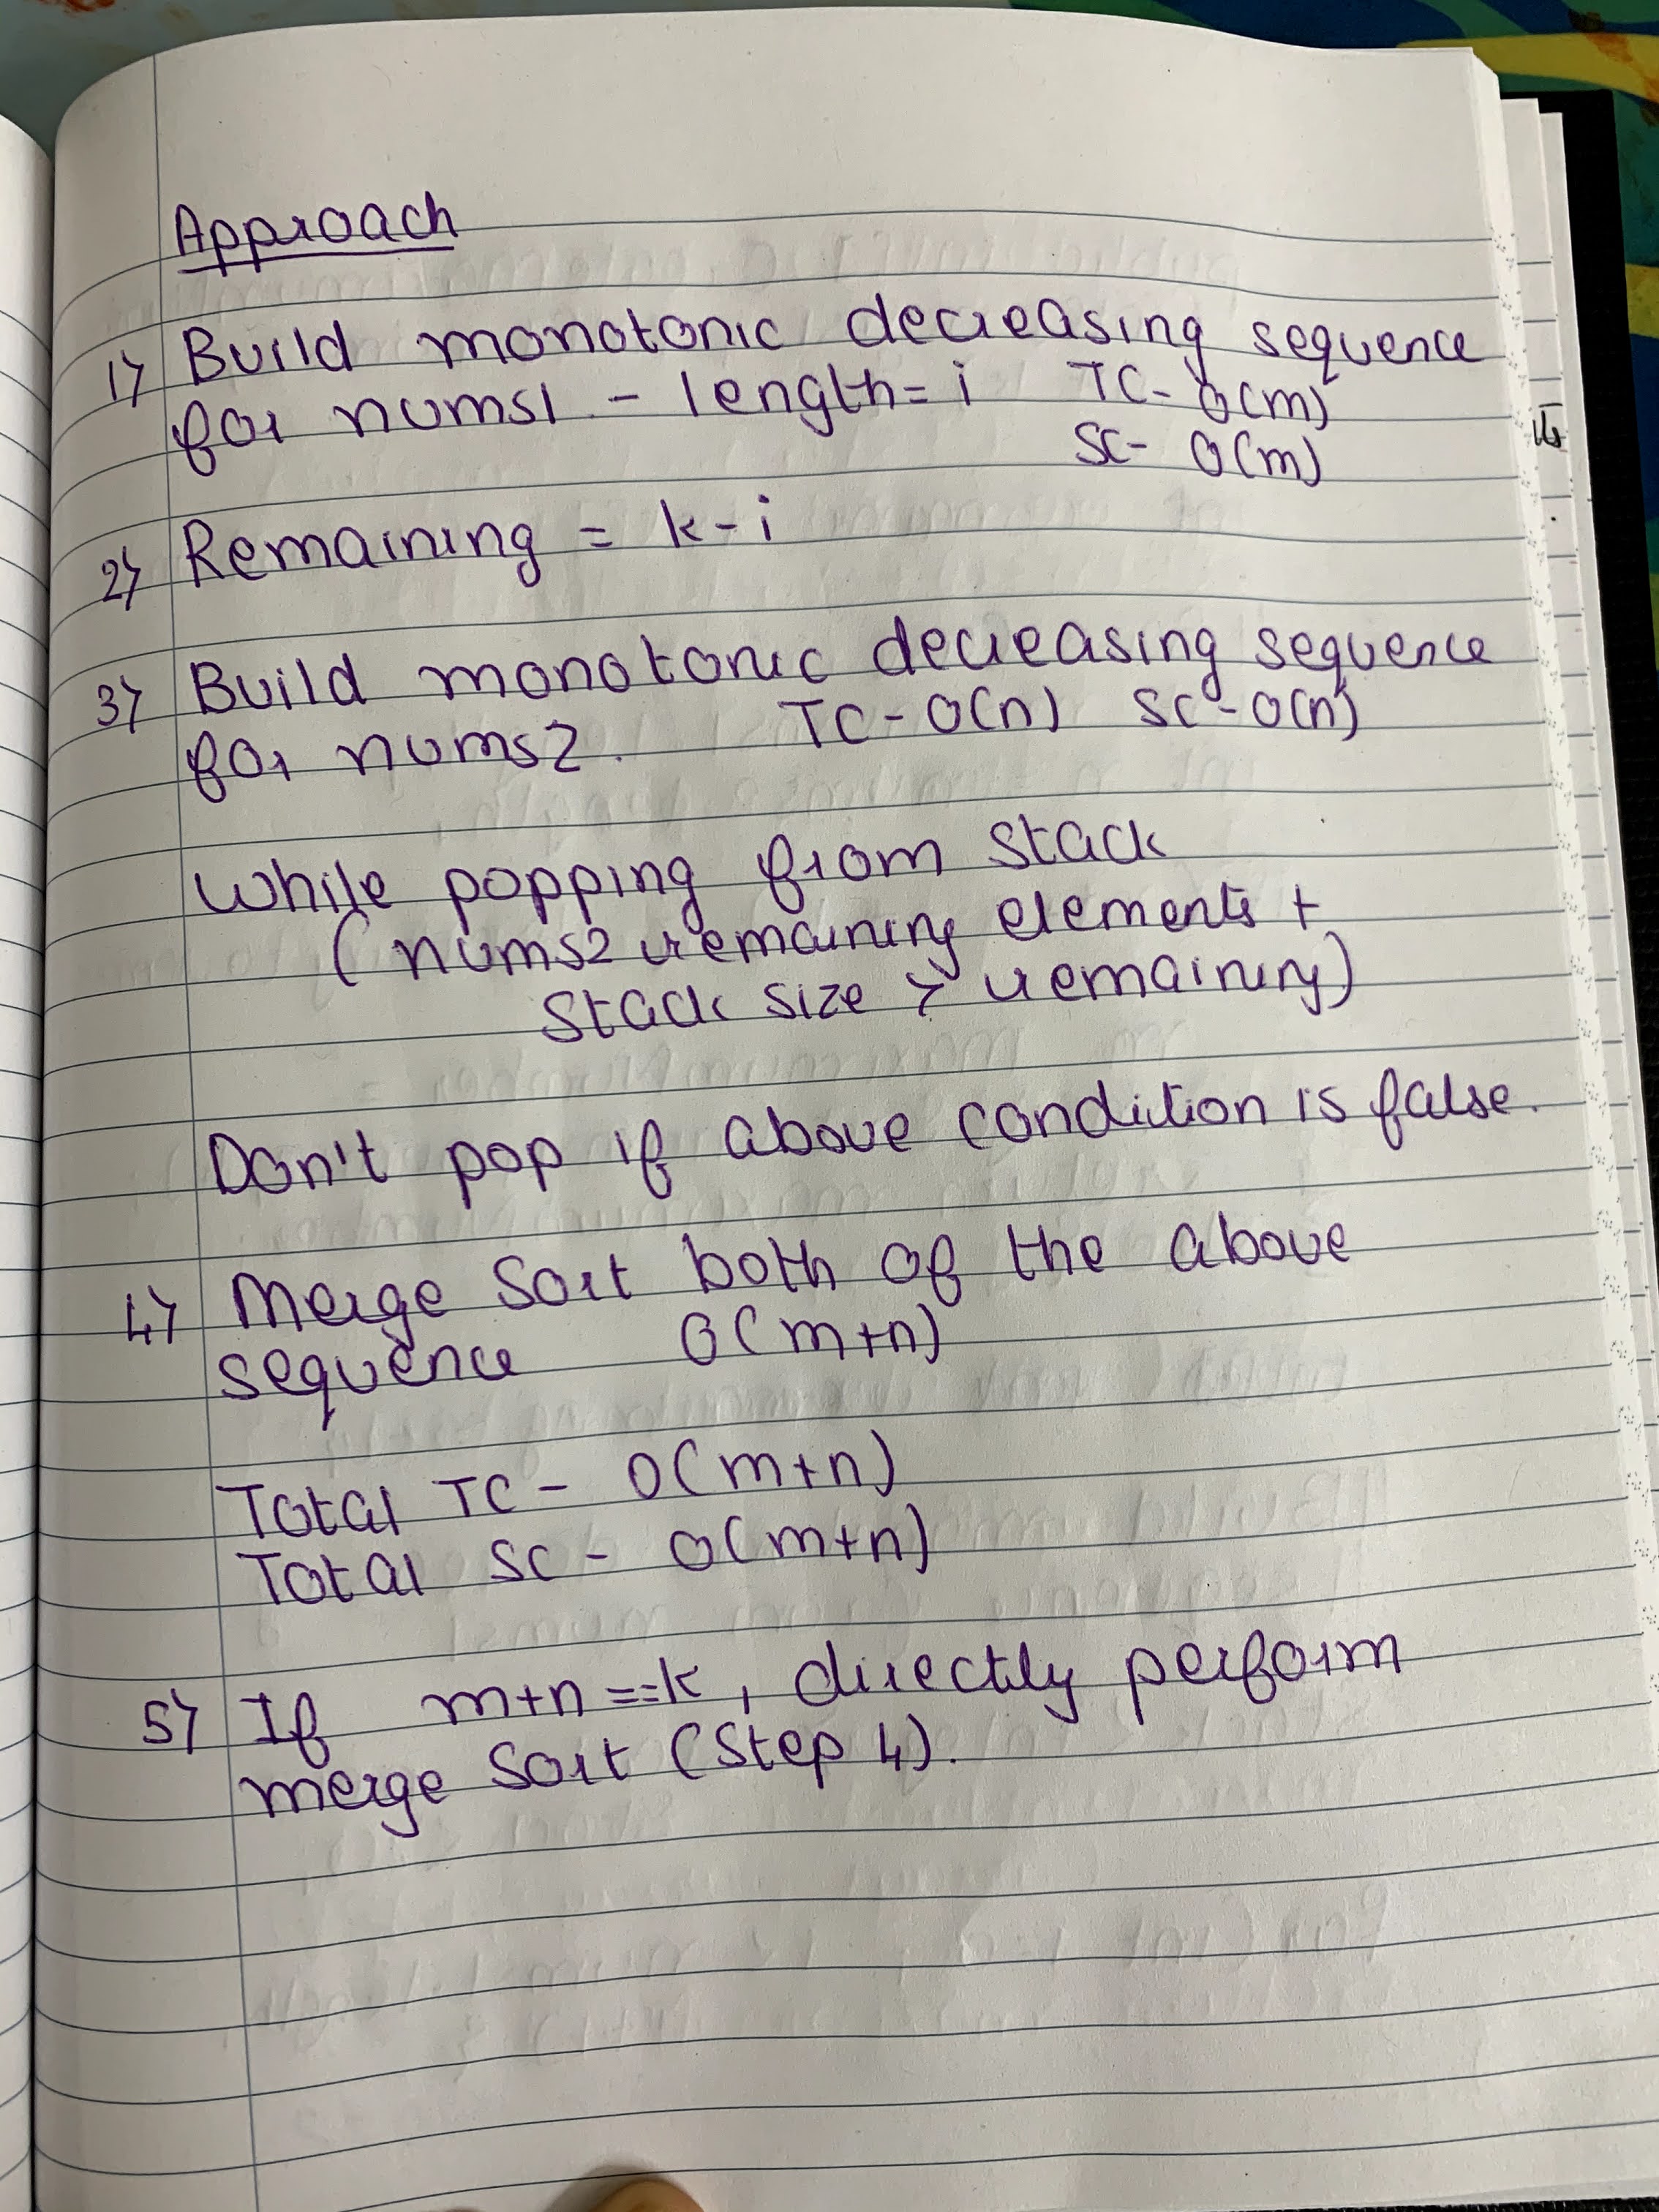 Approach
1) Build monotonic decreasing sequence
for nums1 - length = i TC - O(m)
SC - O(m)
2) Remaining = k - i
3) Build monotonic decreasing sequence
for nums2. TC - O(n) SC - O(n)
While popping from stack
( nums2 remaining elements +
stack size > remaining)
Don't pop if above condition is false.
4) Merge sort both of the above
sequence O(m+n)
Total TC - O(m+n)
Total SC - O(m+n)
5) If m+n == k, directly perform
merge sort (Step 4).